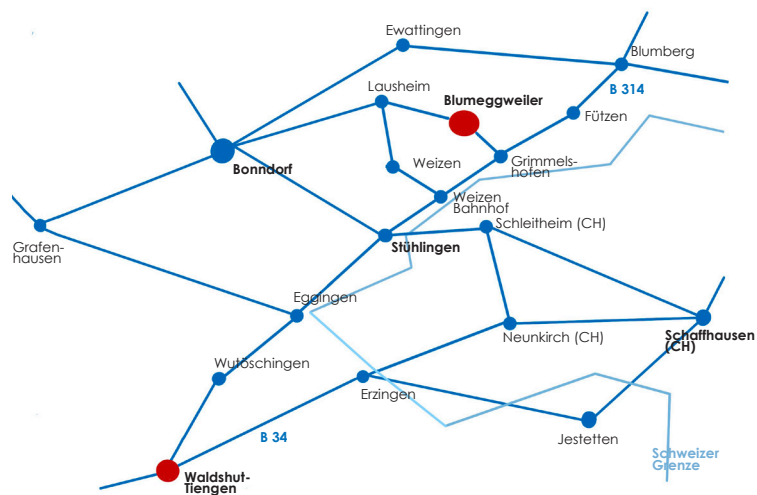 Ewattingen
Blumberg
Lausheim
B 314
Blumeggweiler
Fützen
Bonndorf
Weizen
Grimmels-
hofen
Weizen
Bahnhof
Schleitheim (CH)
Grafen-
hausen
Stühlingen
Eggingen
Neunkirch (CH)
Schaffhausen
(CH)
Wutöschingen
Erzingen
B 34
Jestetten
Schweizer
Grenze
Waldshut-
Tiengen